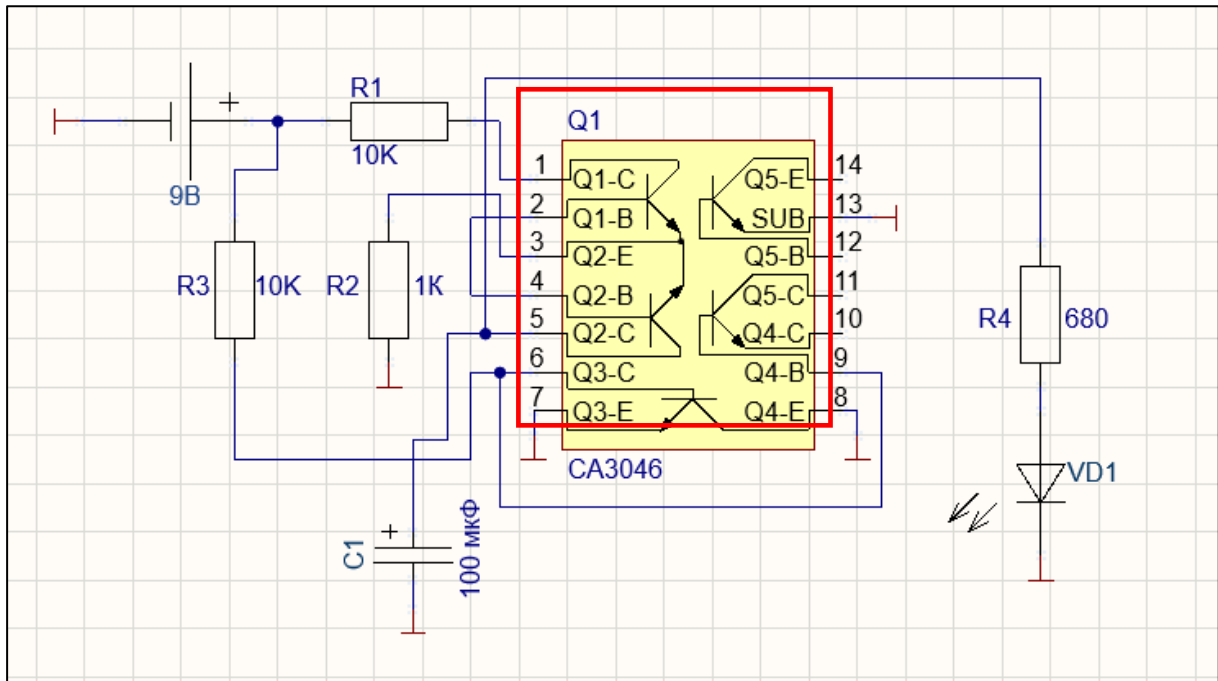 R1
10K
+
9В
R3
10K
R2
1К
Q1
1
Q1-C
14
Q5-E
2
Q1-B
13
SUB
3
Q2-E
12
Q5-B
4
Q2-B
11
Q5-C
5
Q2-C
10
Q4-C
6
Q3-C
9
Q4-B
7
Q3-E
8
Q4-E
CA3046
R4
680
VD1
+
C1
100 мкФ